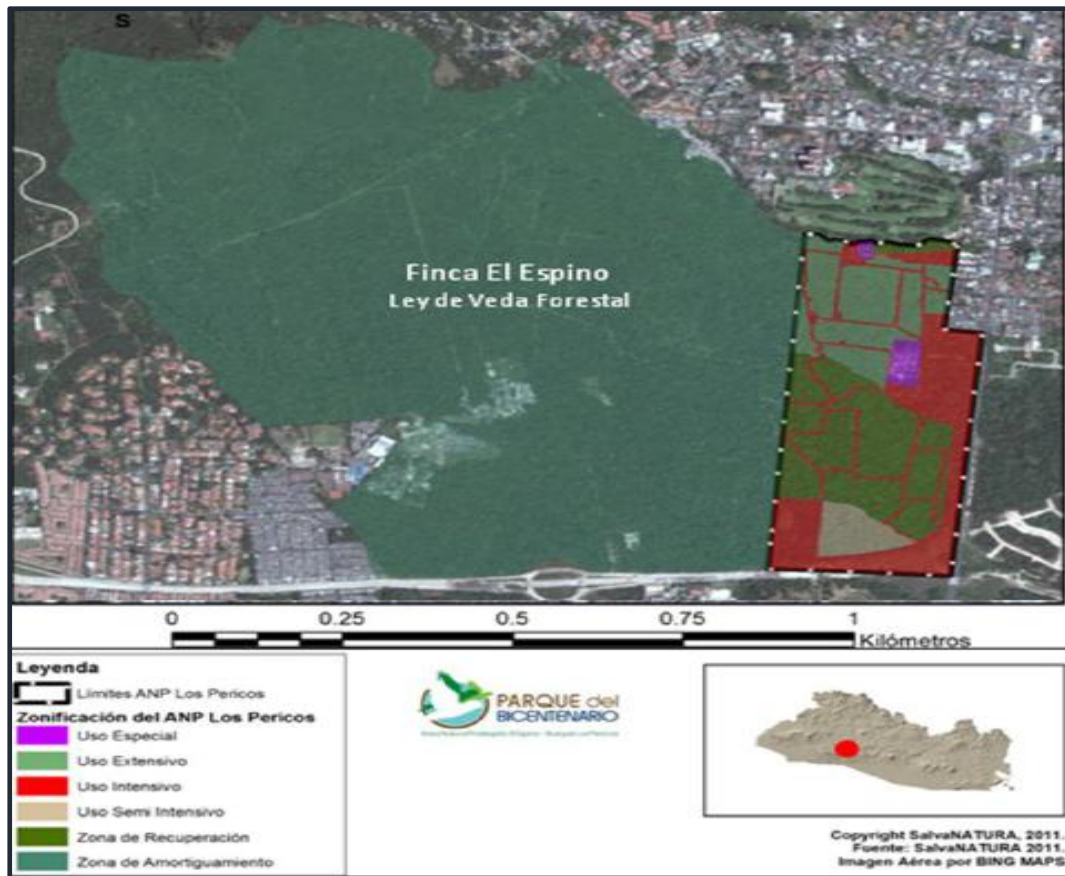 S
Finca El Espino
Ley de Veda Forestal
0 0.25 0.5 0.75 1
Kilómetros
Leyenda
Límites ANP Los Pericos
Zonificación del ANP Los Pericos
Uso Especial
Uso Extensivo
Uso Intensivo
Uso Semi Intensivo
Zona de Recuperación
Zona de Amortiguamiento
PARQUE del
BICENTENARIO
Copyright SalvaNATURA, 2011.
Fuente: SalvaNATURA 2011.
Imagen Aérea por BING MAPS